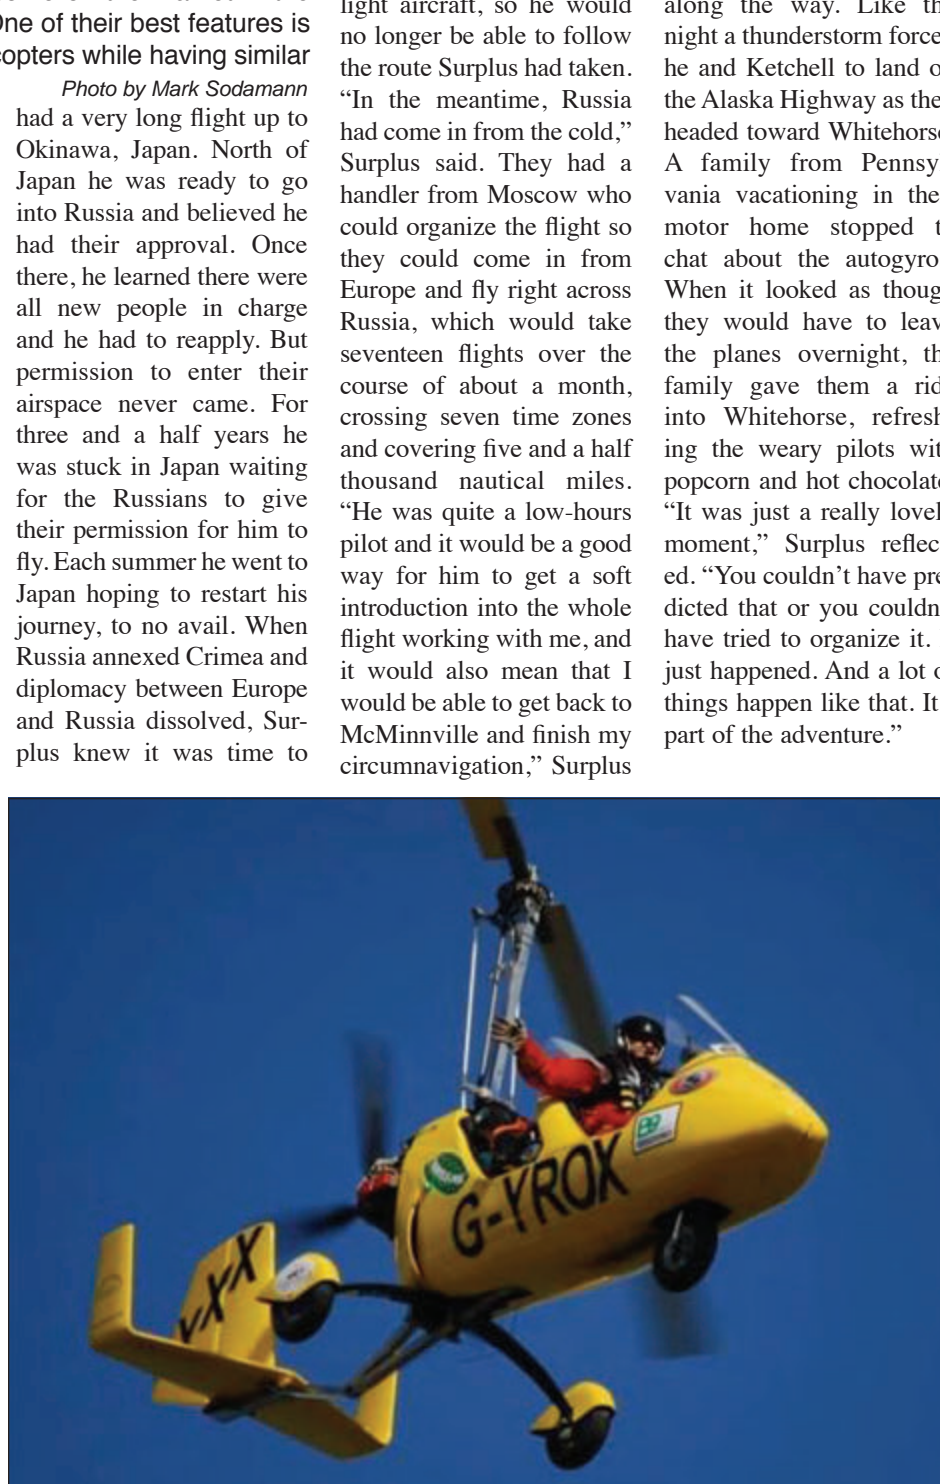 One of their best features is
copters while having similar
Photo by Mark Sodamann
had a very long flight up to
Okinawa, Japan. North of
Japan he was ready to go
into Russia and believed he
had their approval. Once
there, he learned there were
all new people in charge
and he had to reapply. But
permission to enter their
airspace never came. For
three and a half years he
was stuck in Japan waiting
for the Russians to give
their permission for him to
fly. Each summer he went to
Japan hoping to restart his
journey, to no avail. When
Russia annexed Crimea and
diplomacy between Europe
and Russia dissolved, Sur-
plus knew it was time to
light aircraft, so he would
no longer be able to follow
the route Surplus had taken.
“In the meantime, Russia
had come in from the cold,”
Surplus said. They had a
handler from Moscow who
could organize the flight so
they could come in from
Europe and fly right across
Russia, which would take
seventeen flights over the
course of about a month,
crossing seven time zones
and covering five and a half
thousand nautical miles.
“He was quite a low-hours
pilot and it would be a good
way for him to get a soft
introduction into the whole
flight working with me, and
it would also mean that I
would be able to get back to
McMinnville and finish my
circumnavigation,” Surplus
along the way. Like th
night a thunderstorm force
he and Ketchell to land o
the Alaska Highway as the
headed toward Whitehorse
A family from Pennsy
vania vacationing in the
motor home stopped t
chat about the autogyro
When it looked as thoug
they would have to leav
the planes overnight, th
family gave them a rid
into Whitehorse, refresh
ing the weary pilots wit
popcorn and hot chocolate
“It was just a really lovel
moment,” Surplus reflec
ed. “You couldn’t have pre
dicted that or you couldn
have tried to organize it.
just happened. And a lot o
things happen like that. It
part of the adventure.”
G-YROX